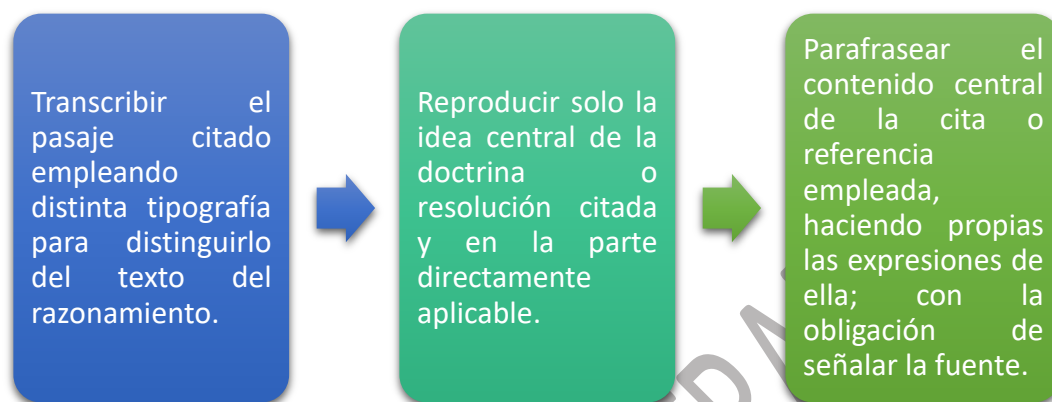 Transcribir el
pasaje citado
empleando
distinta tipografía
para distinguirlo
del texto del
razonamiento.
Reproducir solo la
idea central de la
doctrina o
resolución citada
y en la parte
directamente
aplicable.
Parafrasear el
contenido central
de la cita o
referencia
empleada,
haciendo propias
las expresiones de
ella; con la
obligación de
señalar la fuente.